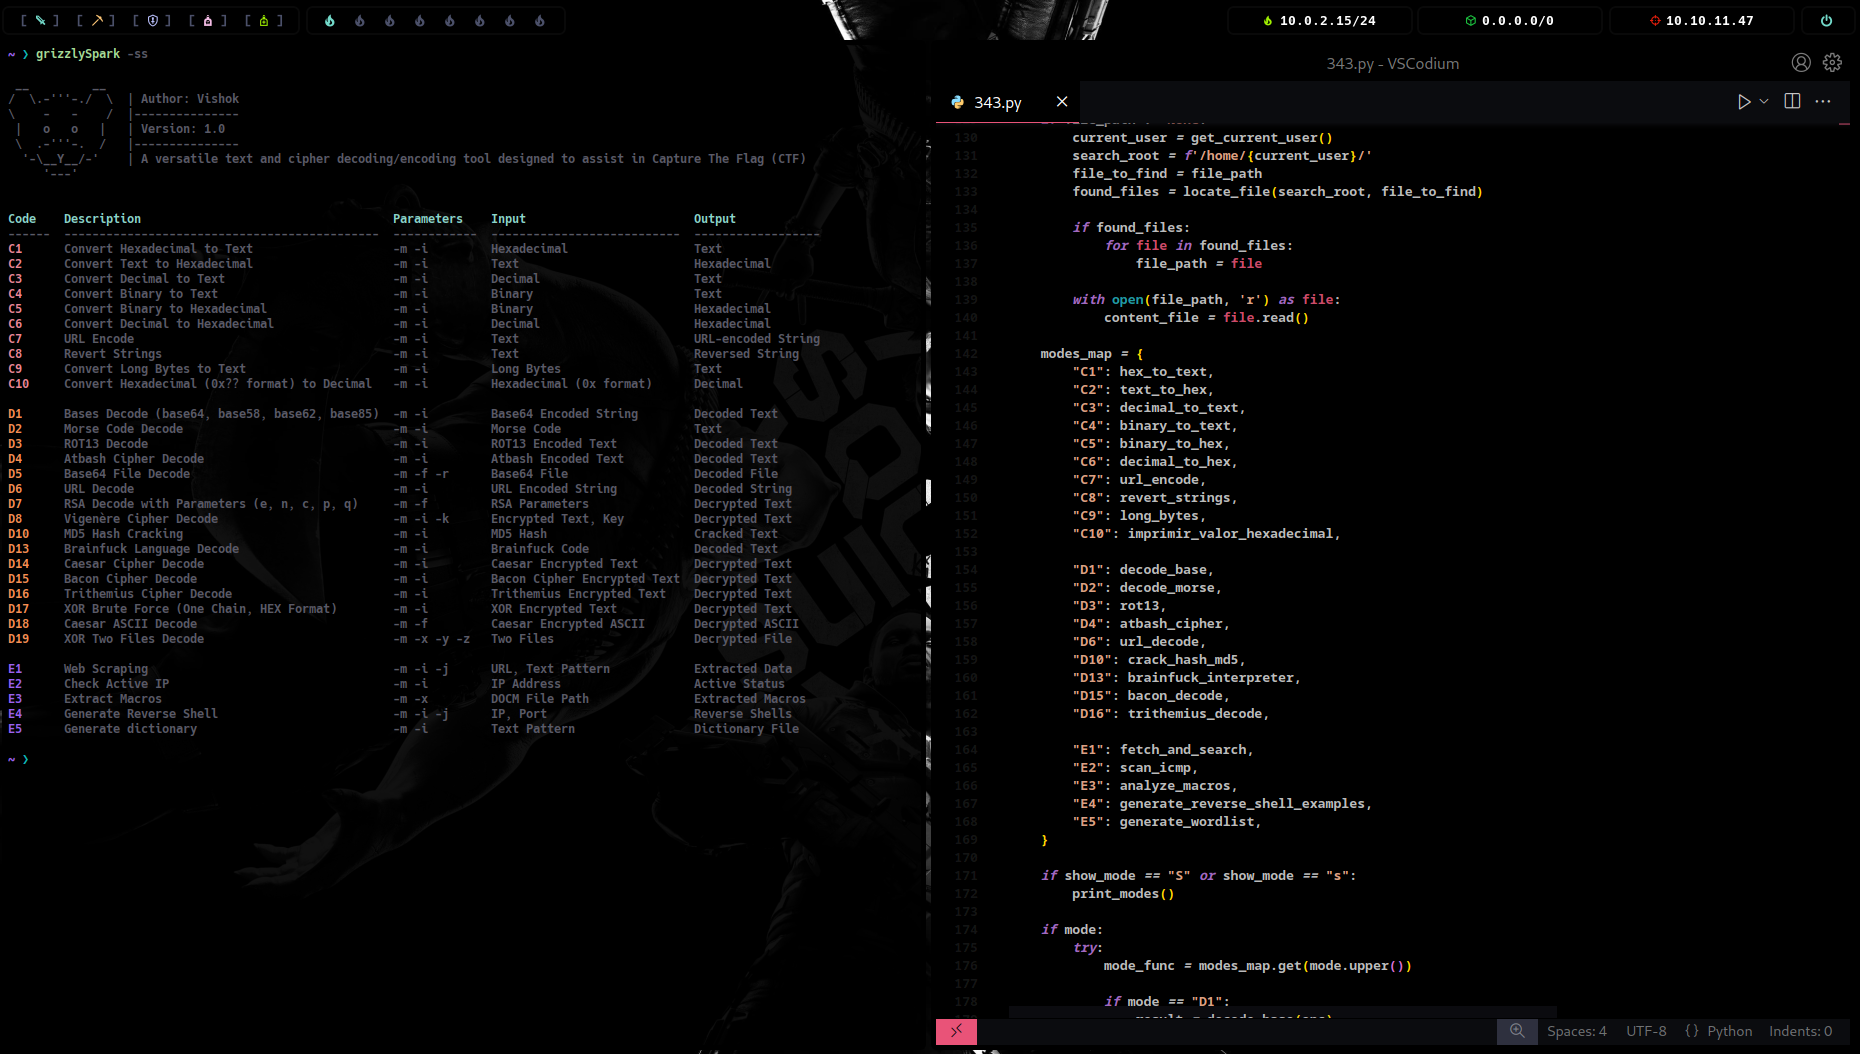 [ ] [ ] [ ] [ ] [ ]
10.0.2.15/24
0.0.0.0/0
10.10.11.47
~ ❯ grizzlySpark -ss
  __         __
/  \.-'''-./  \  | Author: Vishok
\    -   -    /  |---------------
 |   o   o   |   | Version: 1.0
 \  .-'''-.  /   |---------------
  '-\__Y__/-'    | A versatile text and cipher decoding/encoding tool designed to assist in Capture The Flag (CTF)
     '---'
Code Description Parameters Input Output
------ --------------------------------------------- ------------ --------------------------- ------------------
C1 Convert Hexadecimal to Text -m -i Hexadecimal Text
C2 Convert Text to Hexadecimal -m -i Text Hexadecimal
C3 Convert Decimal to Text -m -i Decimal Text
C4 Convert Binary to Text -m -i Binary Text
C5 Convert Binary to Hexadecimal -m -i Binary Hexadecimal
C6 Convert Decimal to Hexadecimal -m -i Decimal Hexadecimal
C7 URL Encode -m -i Text URL-encoded String
C8 Revert Strings -m -i Text Reversed String
C9 Convert Long Bytes to Text -m -i Long Bytes Text
C10 Convert Hexadecimal (0x?? format) to Decimal -m -i Hexadecimal (0x format) Decimal
D1 Bases Decode (base64, base58, base62, base85) -m -i Base64 Encoded String Decoded Text
D2 Morse Code Decode -m -i Morse Code Text
D3 ROT13 Decode -m -i ROT13 Encoded Text Decoded Text
D4 Atbash Cipher Decode -m -i Atbash Encoded Text Decoded Text
D5 Base64 File Decode -m -f -r Base64 File Decoded File
D6 URL Decode -m -i URL Encoded String Decoded String
D7 RSA Decode with Parameters (e, n, c, p, q) -m -f RSA Parameters Decrypted Text
D8 Vigenère Cipher Decode -m -i -k Encrypted Text, Key Decrypted Text
D10 MD5 Hash Cracking -m -i MD5 Hash Cracked Text
D13 Brainfuck Language Decode -m -i Brainfuck Code Decoded Text
D14 Caesar Cipher Decode -m -i Caesar Encrypted Text Decrypted Text
D15 Bacon Cipher Decode -m -i Bacon Cipher Encrypted Text Decrypted Text
D16 Trithemius Cipher Decode -m -i Trithemius Encrypted Text Decrypted Text
D17 XOR Brute Force (One Chain, HEX Format) -m -i XOR Encrypted Text Decrypted Text
D18 Caesar ASCII Decode -m -f Caesar Encrypted ASCII Decrypted ASCII
D19 XOR Two Files Decode -m -x -y -z Two Files Decrypted File
E1 Web Scraping -m -i -j URL, Text Pattern Extracted Data
E2 Check Active IP -m -i IP Address Active Status
E3 Extract Macros -m -x DOCM File Path Extracted Macros
E4 Generate Reverse Shell -m -i -j IP, Port Reverse Shells
E5 Generate dictionary -m -i Text Pattern Dictionary File
~ ❯
343.py - VSCodium
343.py
130 current_user = get_current_user()
131 search_root = f'/home/{current_user}/'
132 file_to_find = file_path
133 found_files = locate_file(search_root, file_to_find)
134
135 if found_files:
136 for file in found_files:
137 file_path = file
138
139 with open(file_path, 'r') as file:
140 content_file = file.read()
141
142 modes_map = {
143 "C1": hex_to_text,
144 "C2": text_to_hex,
145 "C3": decimal_to_text,
146 "C4": binary_to_text,
147 "C5": binary_to_hex,
148 "C6": decimal_to_hex,
149 "C7": url_encode,
150 "C8": revert_strings,
151 "C9": long_bytes,
152 "C10": imprimir_valor_hexadecimal,
153
154 "D1": decode_base,
155 "D2": decode_morse,
156 "D3": rot13,
157 "D4": atbash_cipher,
158 "D6": url_decode,
159 "D10": crack_hash_md5,
160 "D13": brainfuck_interpreter,
161 "D15": bacon_decode,
162 "D16": trithemius_decode,
163
164 "E1": fetch_and_search,
165 "E2": scan_icmp,
166 "E3": analyze_macros,
167 "E4": generate_reverse_shell_examples,
168 "E5": generate_wordlist,
169 }
170
171 if show_mode == "S" or show_mode == "s":
172 print_modes()
173
174 if mode:
175 try:
176 mode_func = modes_map.get(mode.upper())
177
178 if mode == "D1":
Spaces: 4 UTF-8 {} Python Indents: 0